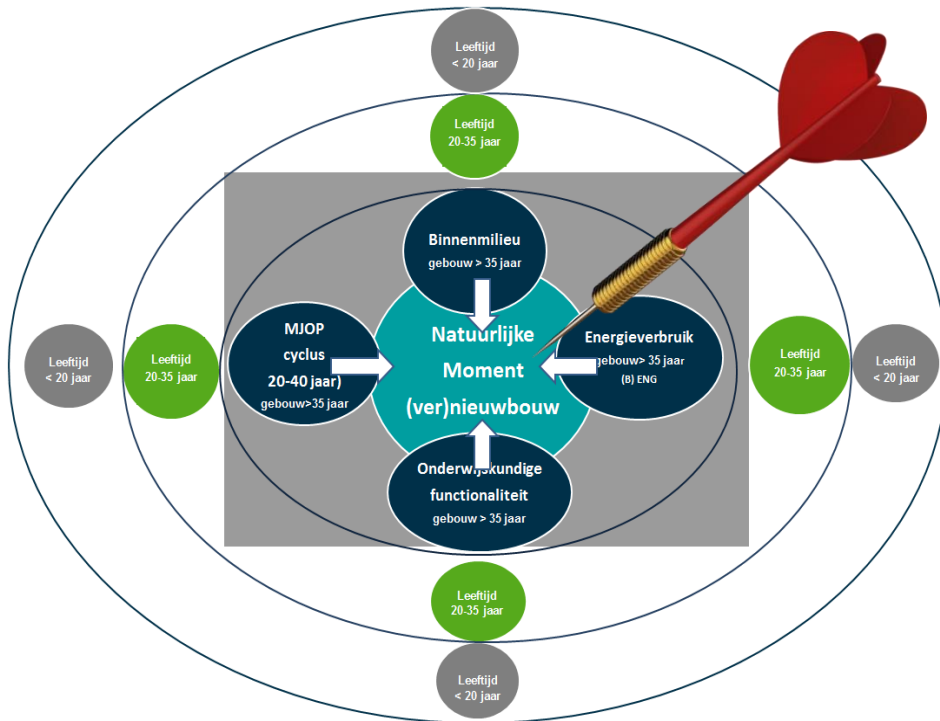 Leeftijd
< 20 jaar
Leeftijd
20-35 jaar
Binnenmilieu
gebouw > 35 jaar
MJOP
cyclus
20-40 jaar)
gebouw>35 jaar
Natuurlijke
Moment
(ver)nieuwbouw
Energieverbruik
gebouw> 35 jaar
(B) ENG
Leeftijd
< 20 jaar
Leeftijd
20-35 jaar
Leeftijd
20-35 jaar
Leeftijd
< 20 jaar
Onderwijskundige
functionaliteit
gebouw > 35 jaar
Leeftijd
20-35 jaar
Leeftijd
< 20 jaar